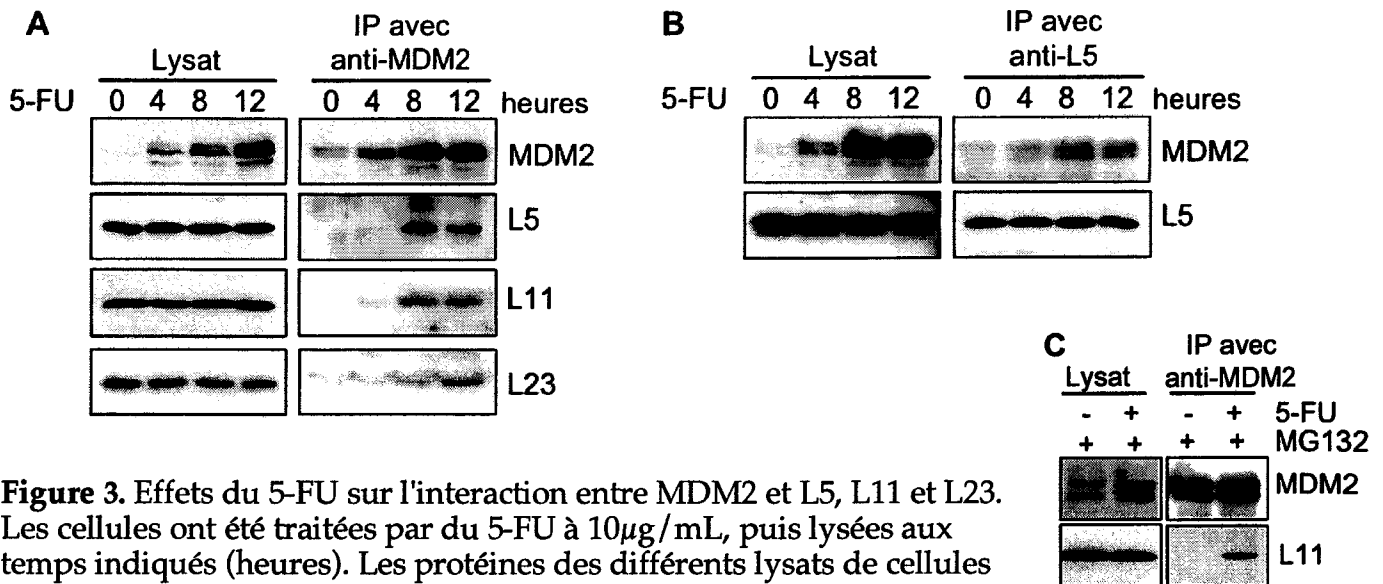 A
IP avec
Lysat anti-MDM2
5-FU 0 4 8 12 0 4 8 12 heures
MDM2
L5
L11
L23
B
IP avec
Lysat anti-L5
5-FU 0 4 8 12 0 4 8 12 heures
MDM2
L5
C
IP avec
Lysat anti-MDM2
- + - + 5-FU
+ + + + MG132
MDM2
L11
Figure 3. Effets du 5-FU sur l'interaction entre MDM2 et L5, L11 et L23.
Les cellules ont été traitées par du 5-FU à 10µg/mL, puis lysées aux
temps indiqués (heures). Les protéines des différents lysats de cellules